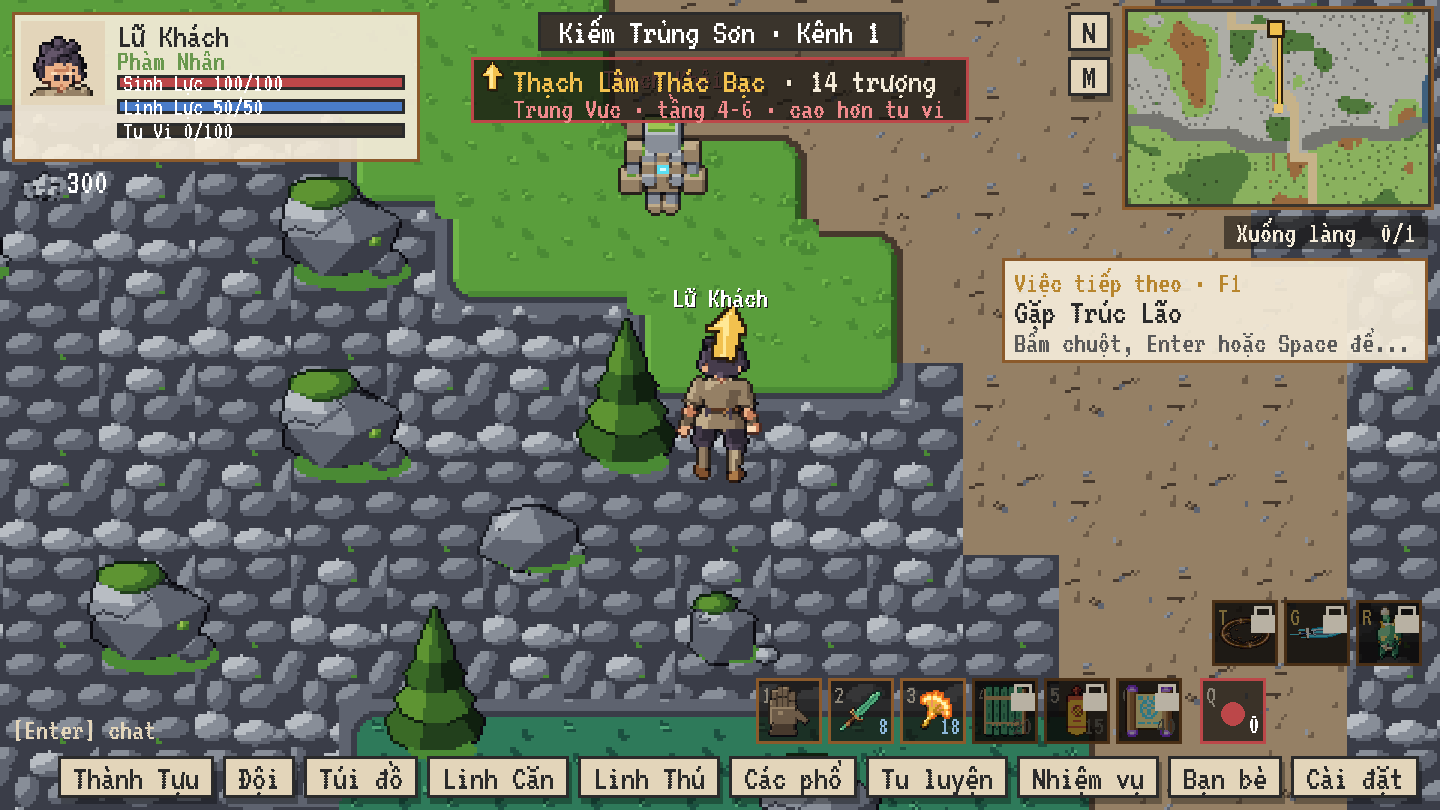 Lữ Khách
Phàm Nhân
Sinh Lực 100/100
Linh Lực 50/50
Tu Vi 0/100
300
Kiếm Trủng Sơn · Kênh 1
Thạch Lâm Thác Bạc · 14 trượng
Trung Vực · tầng 4-6 · cao hơn tu vi
N
M
Xuống làng 0/1
Việc tiếp theo · F1
Gặp Trúc Lão
Bấm chuột, Enter hoặc Space để...
Lữ Khách
T
G
R
1
2
8
3
18
5
15
Q
0
[Enter] chat
Thành Tựu
Đội
Túi đồ
Linh Căn
Linh Thú
Các phổ
Tu luyện
Nhiệm vụ
Bạn bè
Cài đặt